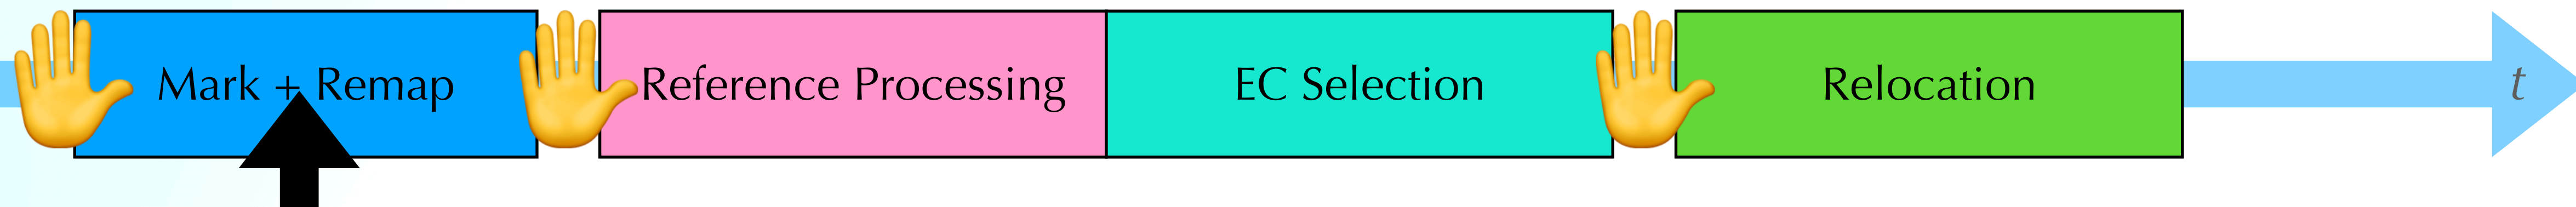 Mark + Remap
Reference Processing
EC Selection
Relocation
t